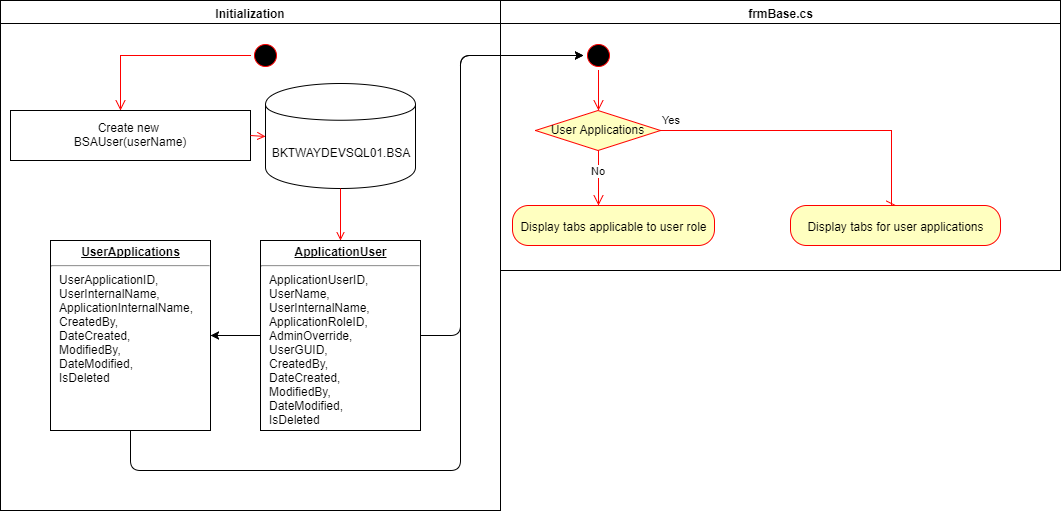 Initialization
frmBase.cs
Create new
BSAUser(userName)
BKTWAYDEVSQL01.BSA
User Applications
Yes
No
Display tabs applicable to user role
Display tabs for user applications
UserApplications
UserApplicationID,
UserInternalName,
ApplicationInternalName,
CreatedBy,
DateCreated,
ModifiedBy,
DateModified,
IsDeleted
ApplicationUser
ApplicationUserID,
UserName,
UserInternalName,
ApplicationRoleID,
AdminOverride,
UserGUID,
CreatedBy,
DateCreated,
ModifiedBy,
DateModified,
IsDeleted